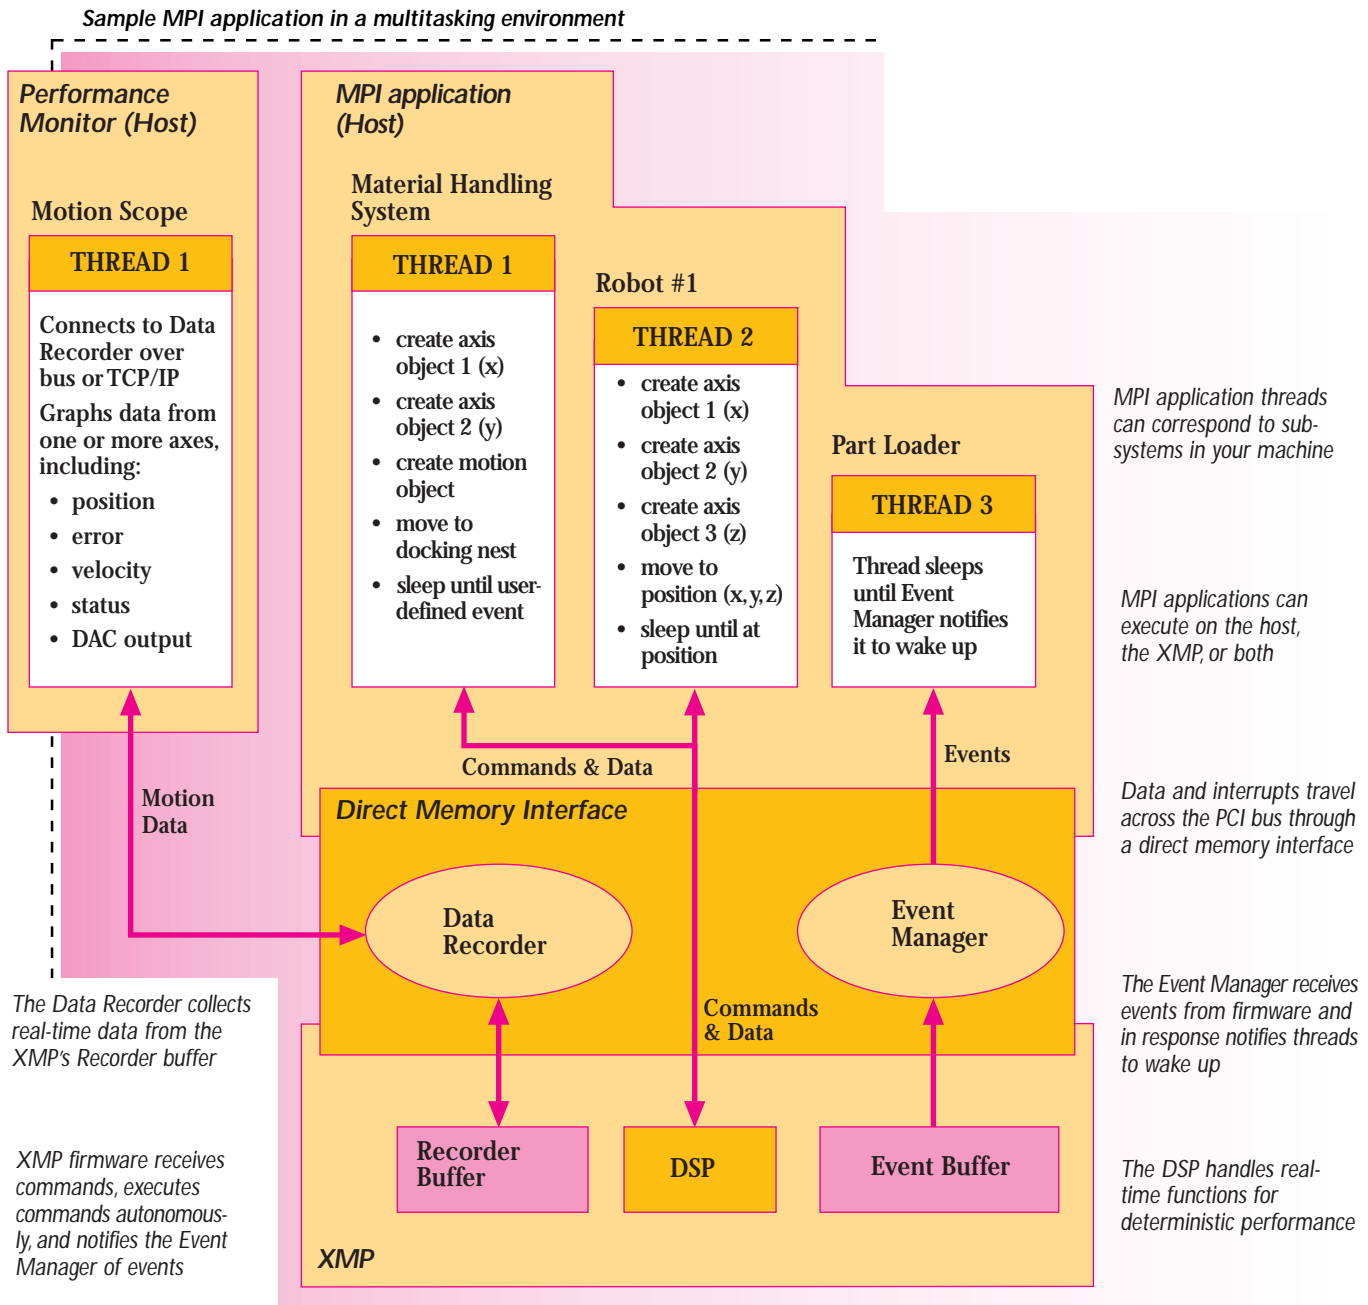 Sample MPI application in a multitasking environment
Performance
Monitor (Host)
Motion Scope
THREAD 1
Connects to Data
Recorder over
bus or TCP/IP
Graphs data from
one or more axes,
including:
• position
• error
• velocity
• status
• DAC output
MPI application
(Host)
Material Handling
System
THREAD 1
• create axis
object 1 (x)
• create axis
object 2 (y)
• create motion
object
• move to
docking nest
• sleep until user-
defined event
Robot #1
THREAD 2
• create axis
object 1 (x)
• create axis
object 2 (y)
• create axis
object 3 (z)
• move to
position (x, y, z)
• sleep until at
position
Part Loader
THREAD 3
Thread sleeps
until Event
Manager notifies
it to wake up
MPI application threads
can correspond to sub-
systems in your machine
MPI applications can
execute on the host,
the XMP, or both
Commands & Data
Events
Motion
Data
Direct Memory Interface
Data
Recorder
Event
Manager
Commands
& Data
Data and interrupts travel
across the PCI bus through
a direct memory interface
The Data Recorder collects
real-time data from the
XMP's Recorder buffer
The Event Manager receives
events from firmware and
in response notifies threads
to wake up
Recorder
Buffer
DSP
Event Buffer
XMP
XMP firmware receives
commands, executes
commands autonomous-
ly, and notifies the Event
Manager of events
The DSP handles real-
time functions for
deterministic performance